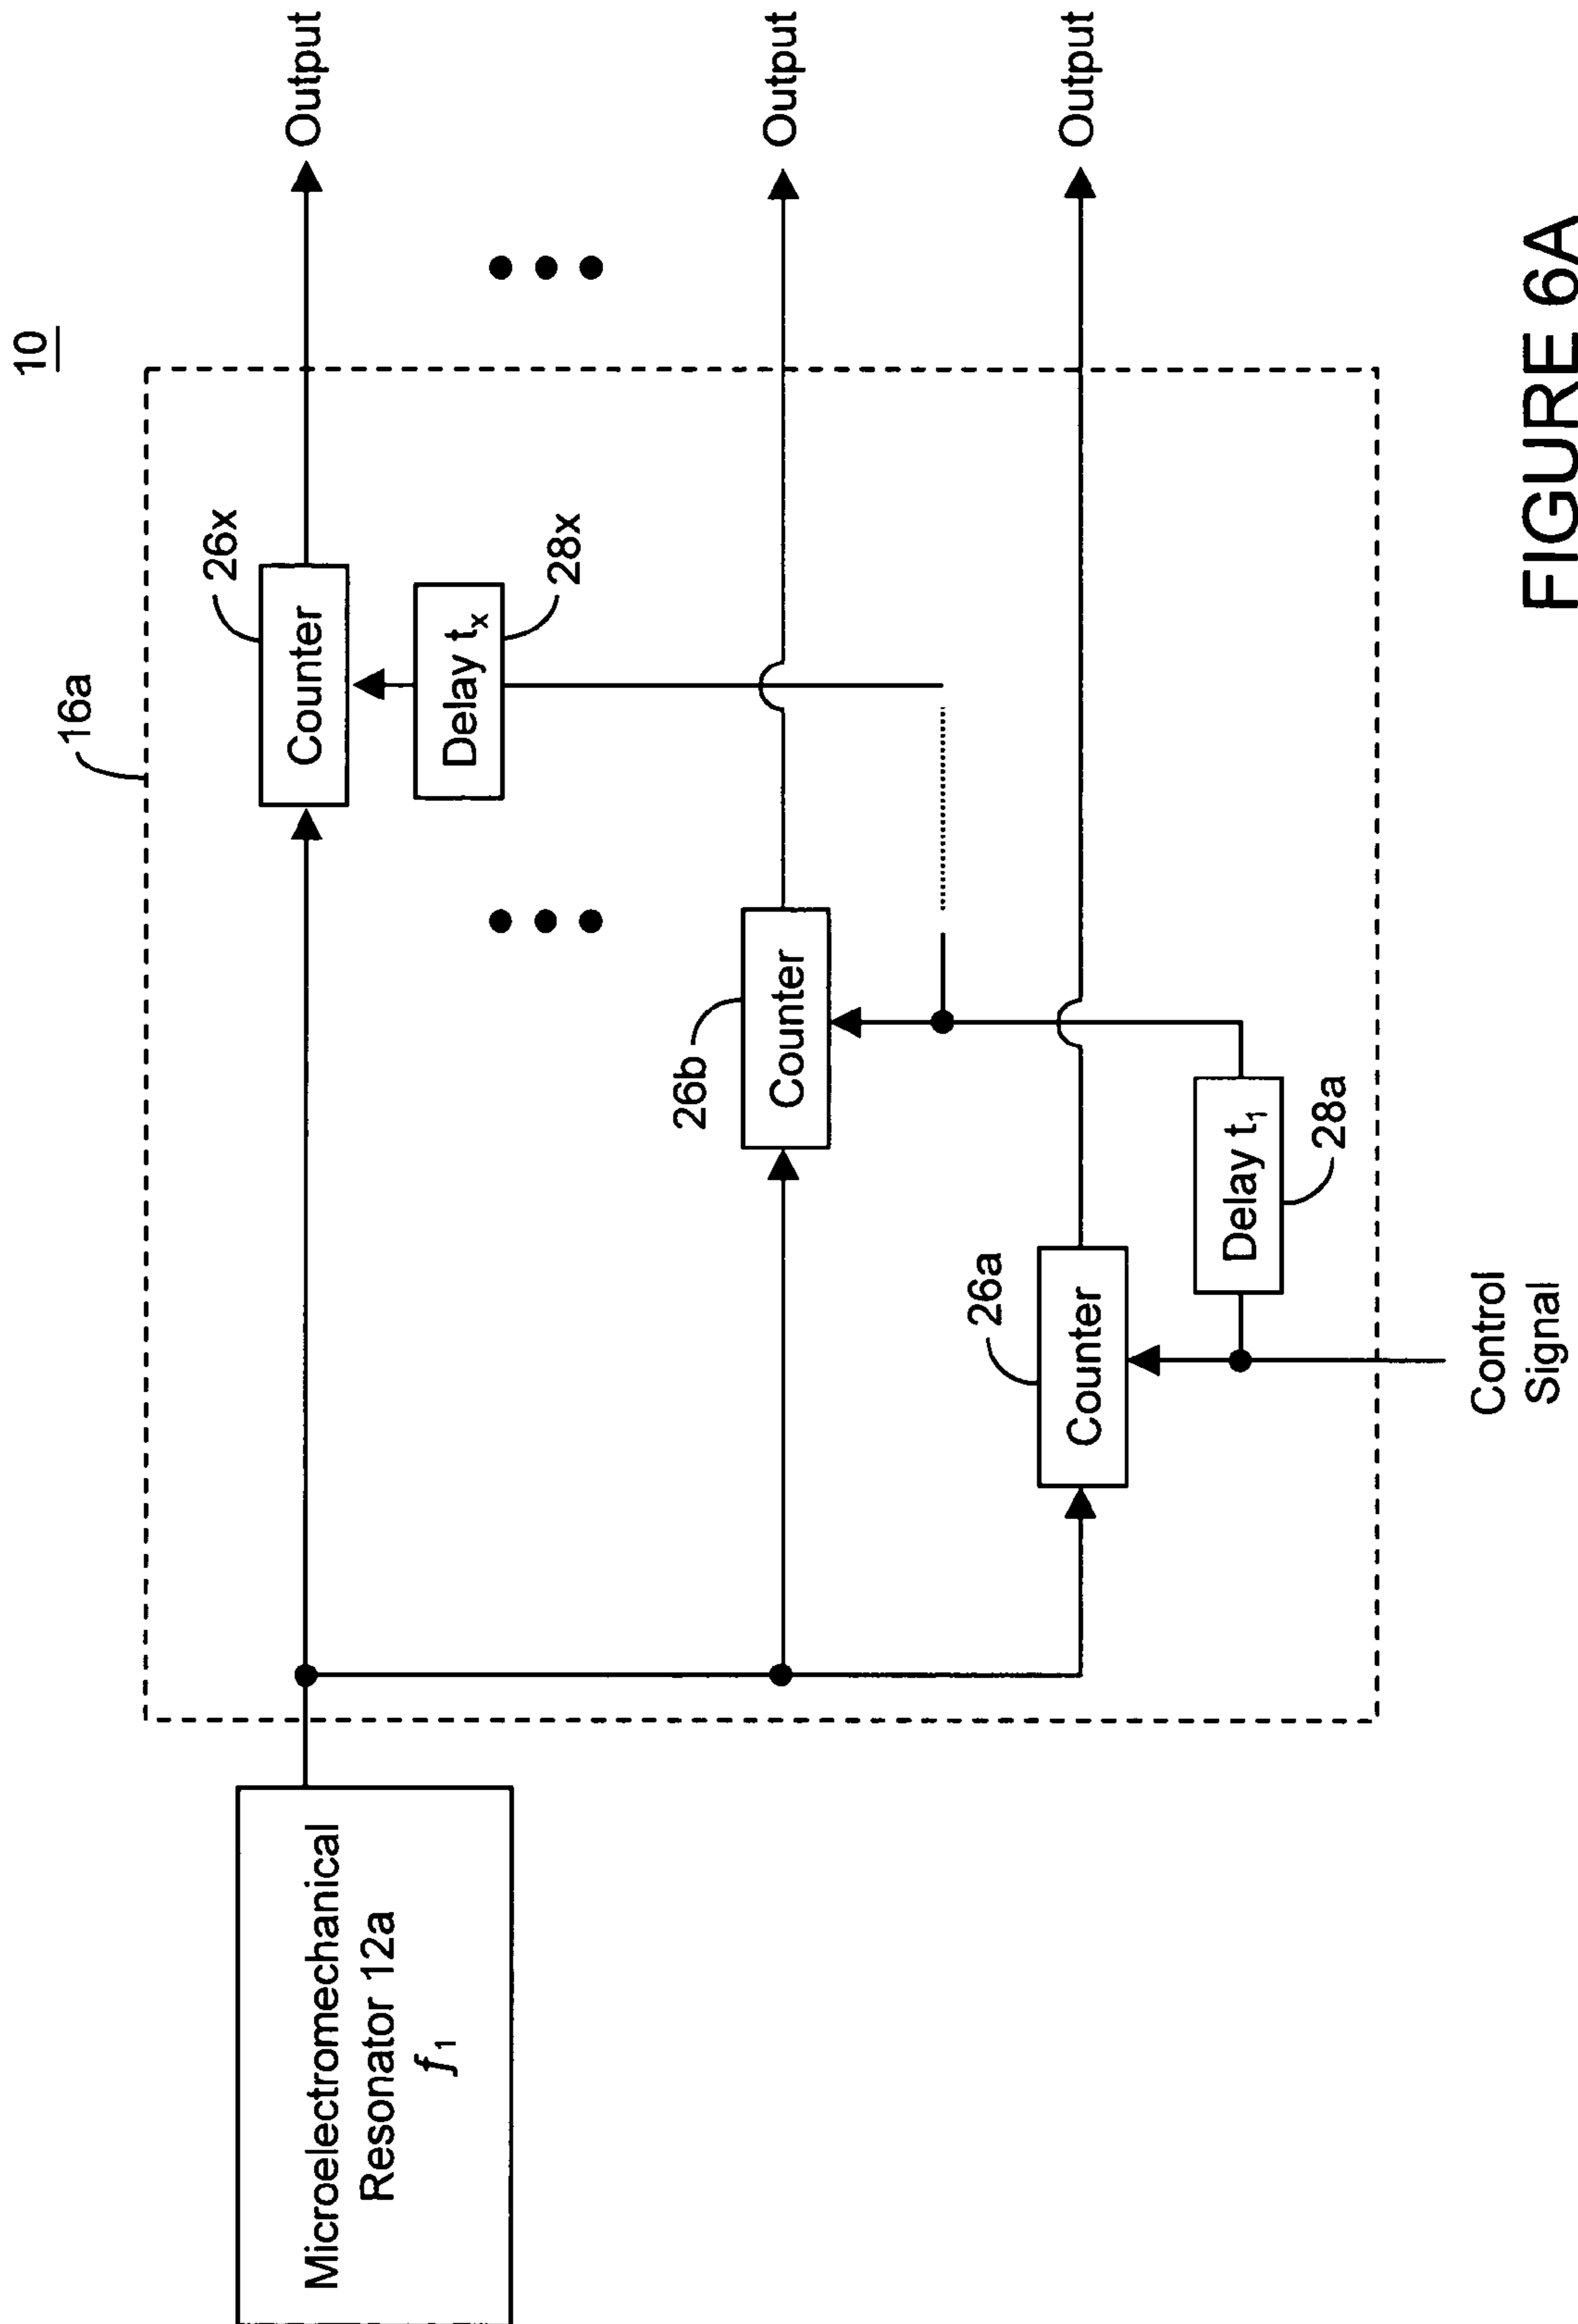 10
16a
Microelectromechanical
Resonator 12a
f1
Counter
26x
Delay tx
28x
Output
26b
Counter
Output
26a
Counter
Output
Delay t1
28a
Control
Signal
FIGURE 6A